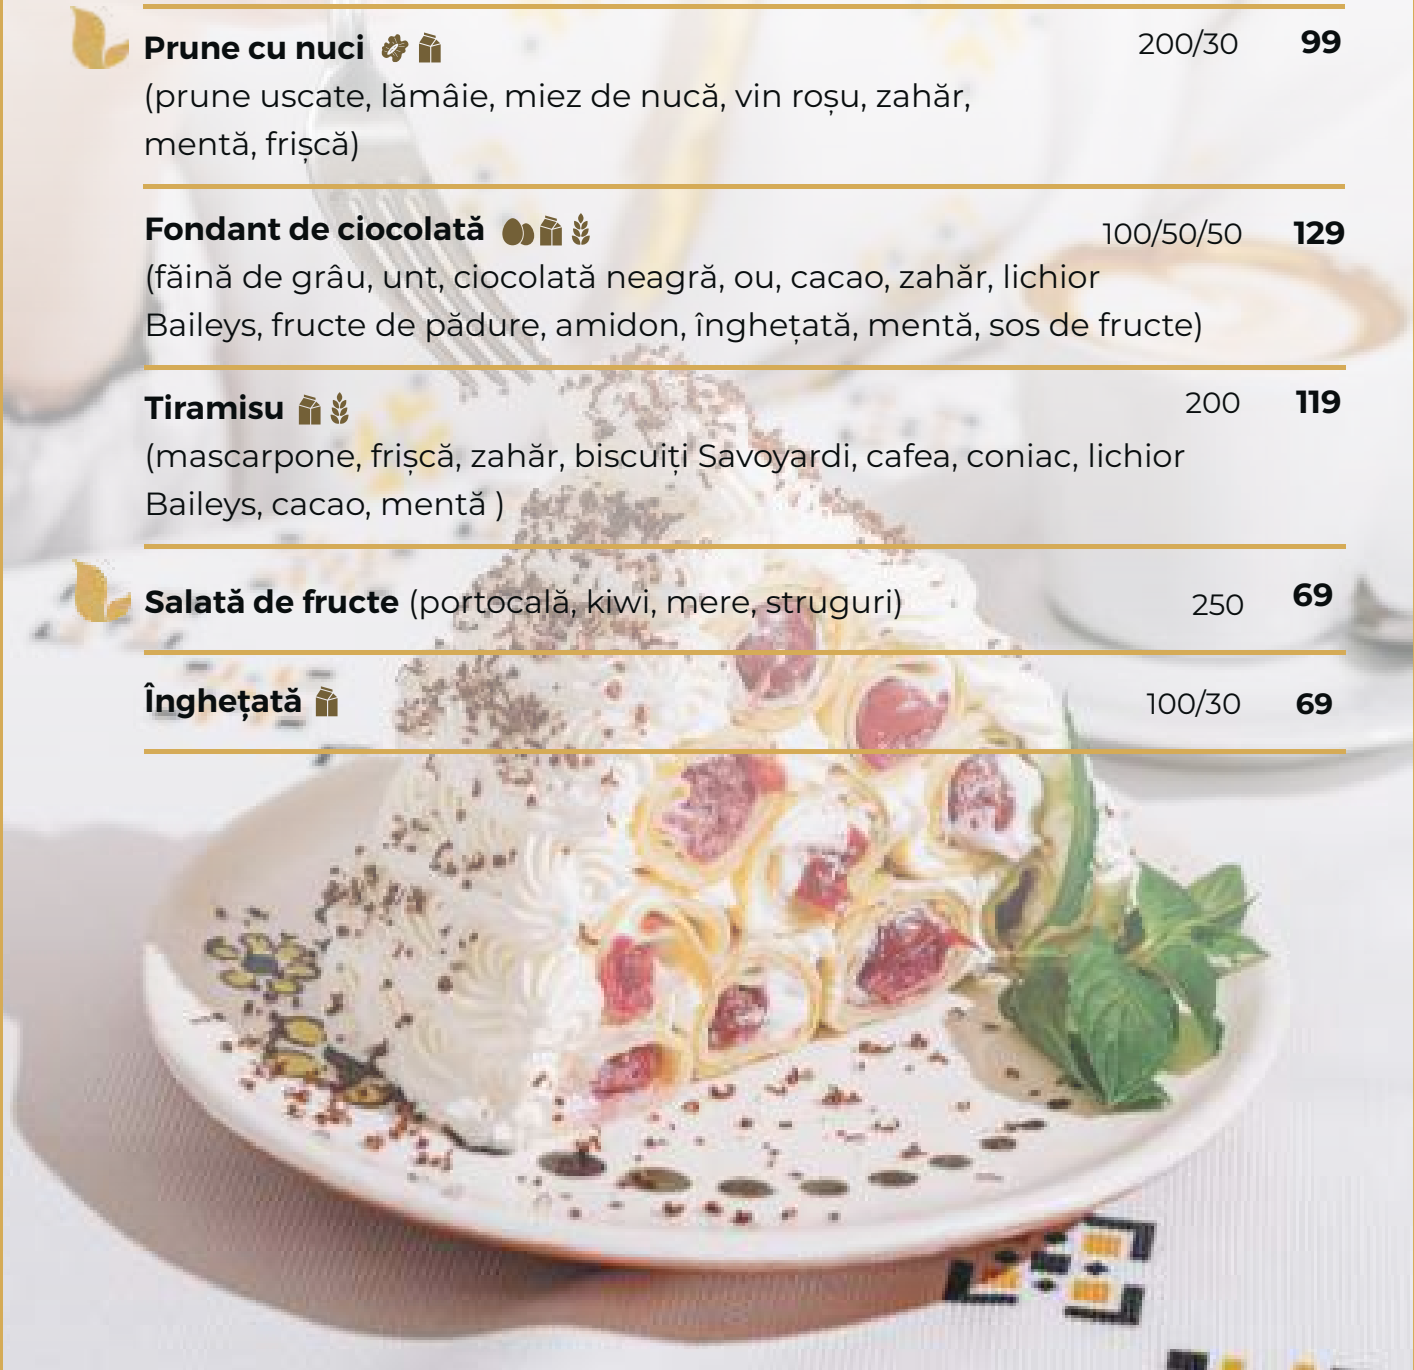 Prune cu nuci 200/30 99
(prune uscate, lămâie, miez de nucă, vin roșu, zahăr,
mentă, frișcă)
Fondant de ciocolată 100/50/50 129
(făină de grâu, unt, ciocolată neagră, ou, cacao, zahăr, lichior
Baileys, fructe de pădure, amidon, înghețată, mentă, sos de fructe)
Tiramisu 200 119
(mascarpone, frișcă, zahăr, biscuiți Savoyardi, cafea, coniac, lichior
Baileys, cacao, mentă )
Salată de fructe (portocală, kiwi, mere, struguri) 250 69
Înghețată 100/30 69